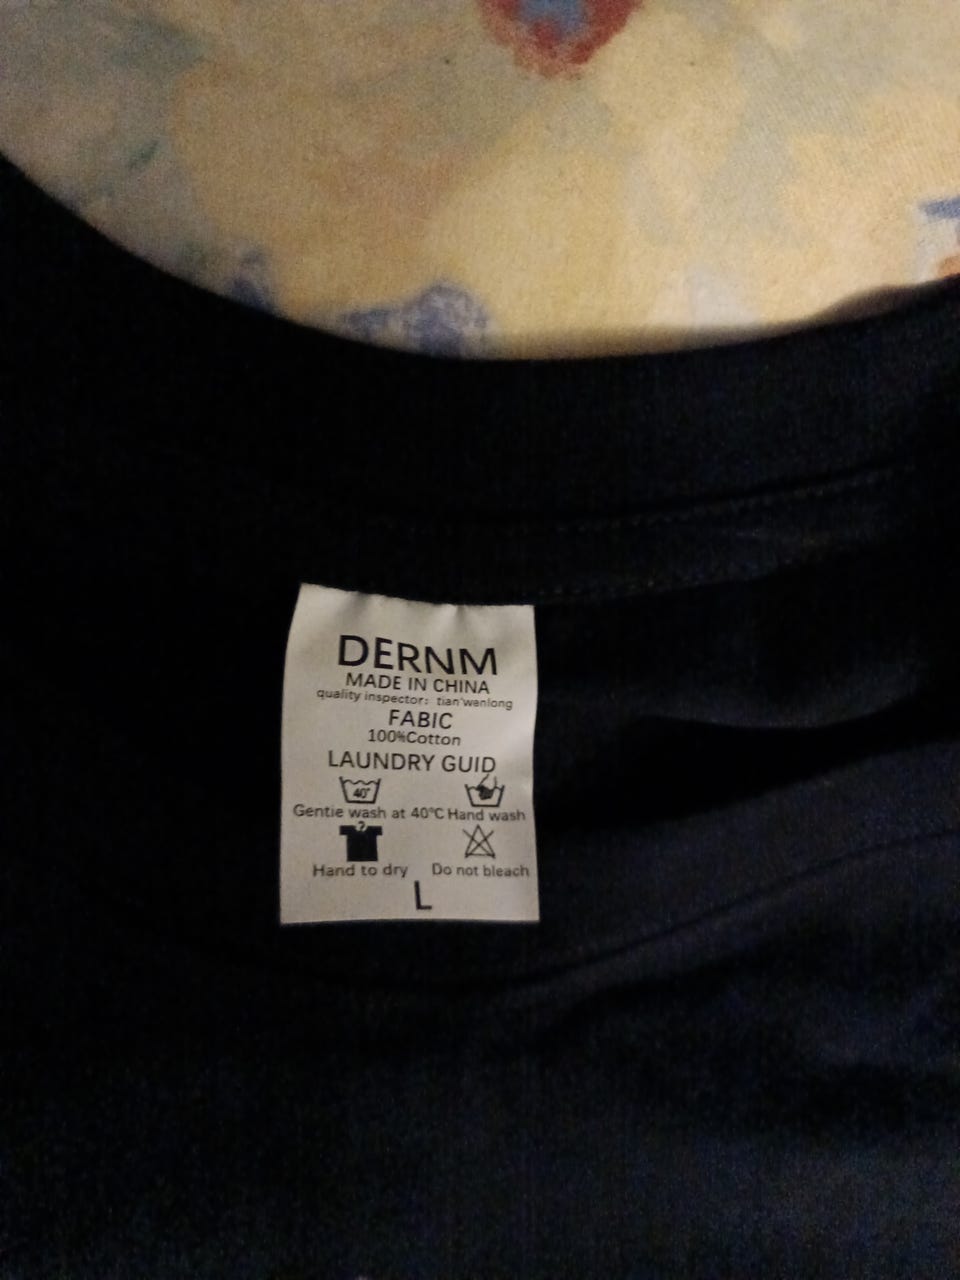 DERNM
MADE IN CHINA
quality inspector: tian'wenlong
FABIC
100%Cotton
LAUNDRY GUID
40°
Gentie wash at 40°C Hand wash
?
Hand to dry Do not bleach
L